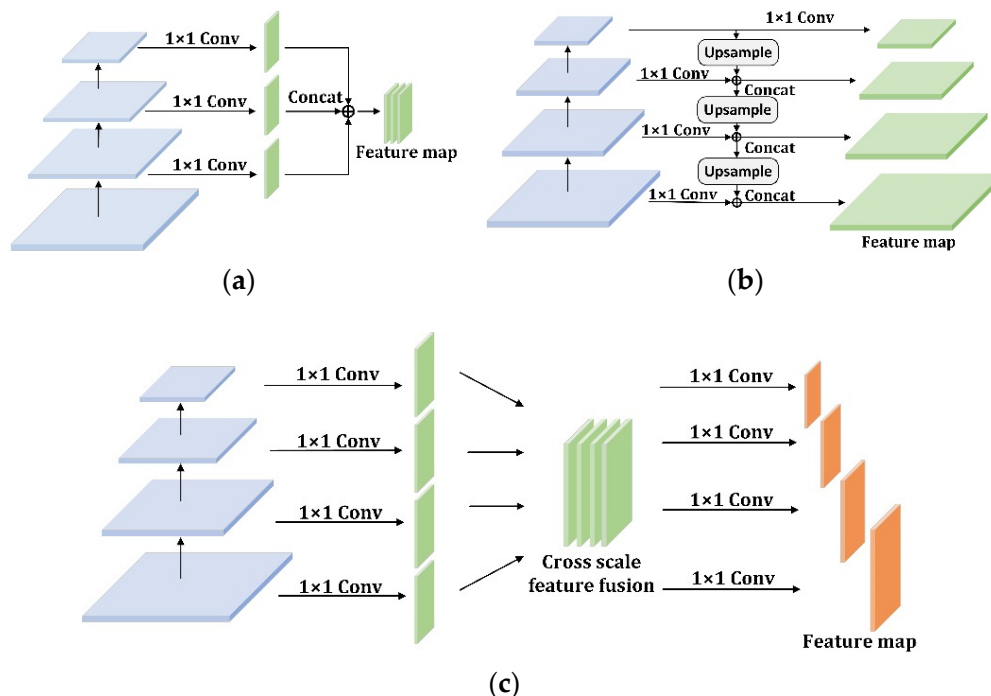 1×1 Conv
1×1 Conv
Concat
1×1 Conv
Feature map
(a)
1×1 Conv
Upsample
1×1 Conv
Concat
Upsample
1×1 Conv
Concat
Upsample
1×1 Conv
Concat
Feature map
(b)
1×1 Conv
1×1 Conv
1×1 Conv
1×1 Conv
Cross scale
feature fusion
1×1 Conv
1×1 Conv
1×1 Conv
1×1 Conv
Feature map
(c)